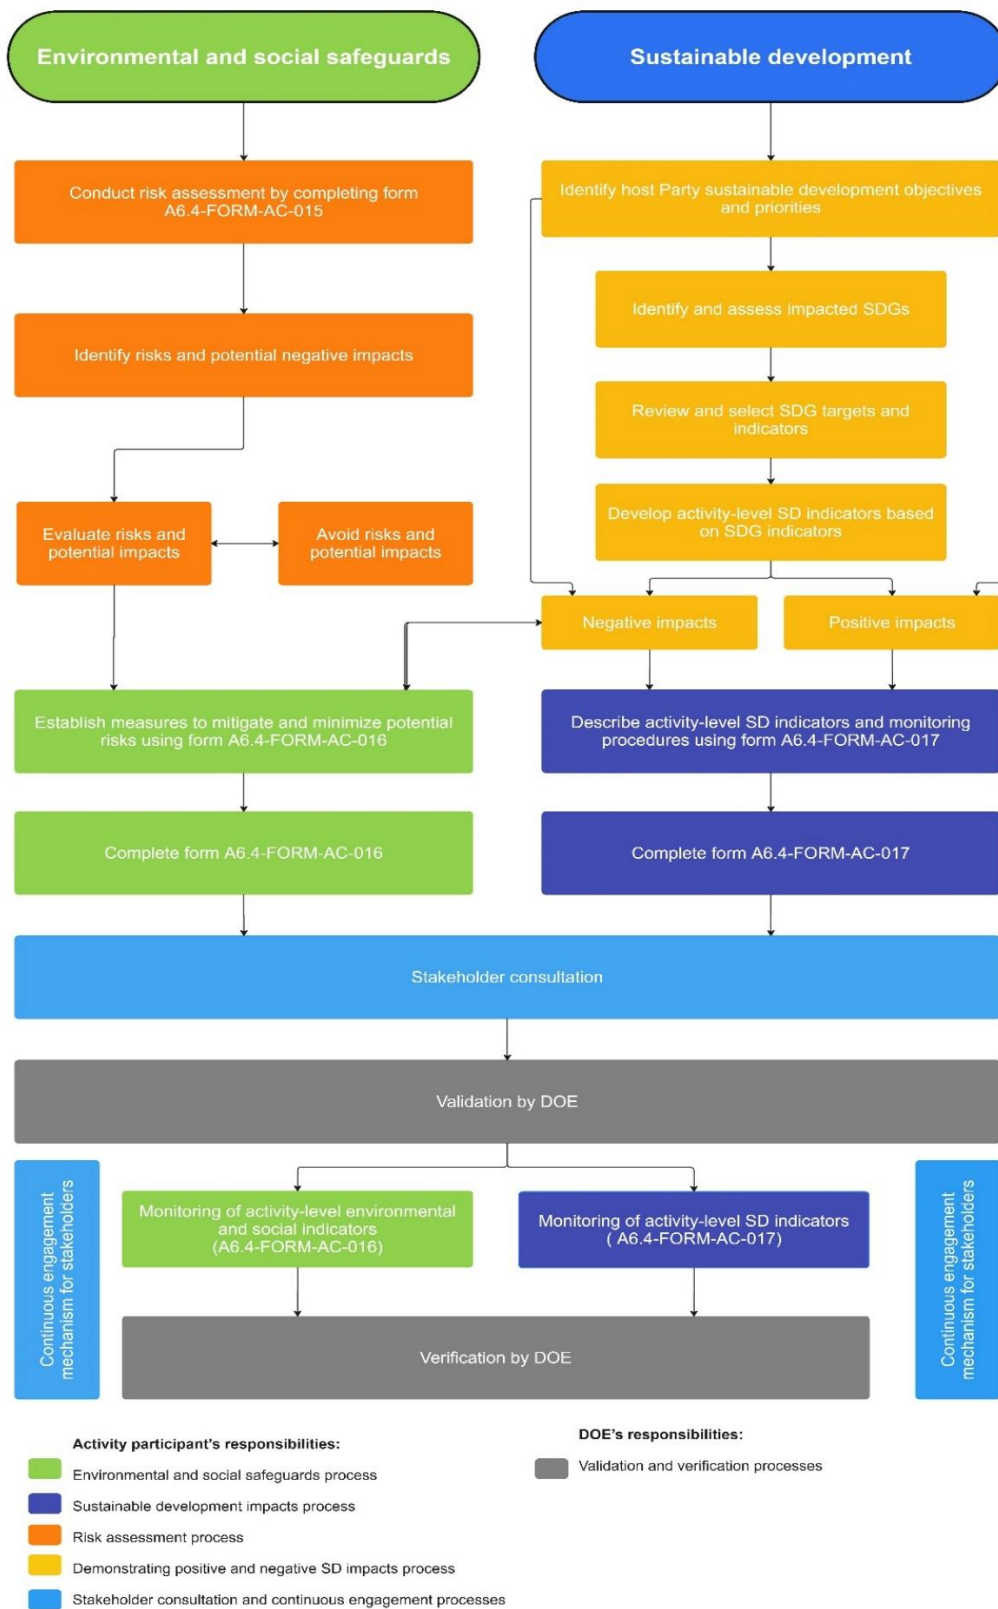 Environmental and social safeguards
Sustainable development
Conduct risk assessment by completing form
A6.4-FORM-AC-015
Identify host Party sustainable development objectives
and priorities
Identify and assess impacted SDGs
Identify risks and potential negative impacts
Review and select SDG targets and
indicators
Evaluate risks and
potential impacts
Avoid risks and
potential impacts
Develop activity-level SD indicators based
on SDG indicators
Negative impacts
Positive impacts
Establish measures to mitigate and minimize potential
risks using form A6.4-FORM-AC-016
Describe activity-level SD indicators and monitoring
procedures using form A6.4-FORM-AC-017
Complete form A6.4-FORM-AC-016
Complete form A6.4-FORM-AC-017
Stakeholder consultation
Validation by DOE
Continuous engagement
mechanism for stakeholders
Monitoring of activity-level environmental
and social indicators
(A6.4-FORM-AC-016)
Monitoring of activity-level SD indicators
( A6.4-FORM-AC-017)
Continuous engagement
mechanism for stakeholders
Verification by DOE
Activity participant's responsibilities:
Environmental and social safeguards process
Sustainable development impacts process
Risk assessment process
Demonstrating positive and negative SD impacts process
Stakeholder consultation and continuous engagement processes
DOE's responsibilities:
Validation and verification processes